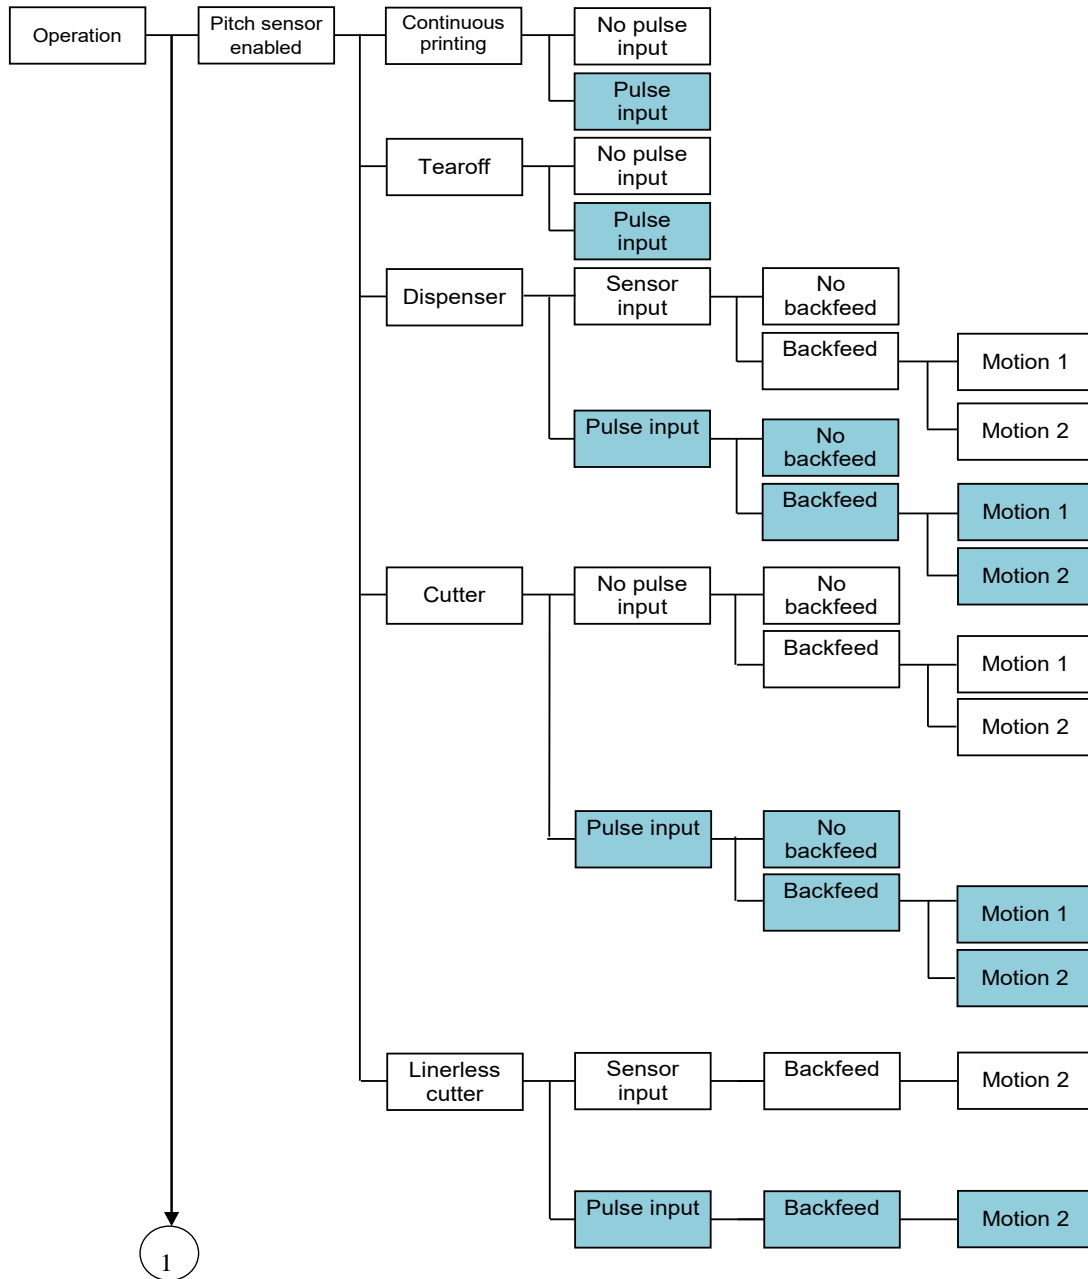 Operation
Pitch sensor
enabled
Continuous
printing
No pulse
input
Pulse
input
Tearoff
No pulse
input
Pulse
input
Dispenser
Sensor
input
No
backfeed
Backfeed
Motion 1
Motion 2
Pulse input
No
backfeed
Backfeed
Motion 1
Motion 2
Cutter
No pulse
input
No
backfeed
Backfeed
Motion 1
Motion 2
Pulse input
No
backfeed
Backfeed
Motion 1
Motion 2
Linerless
cutter
Sensor
input
Backfeed
Motion 2
Pulse input
Backfeed
Motion 2
1